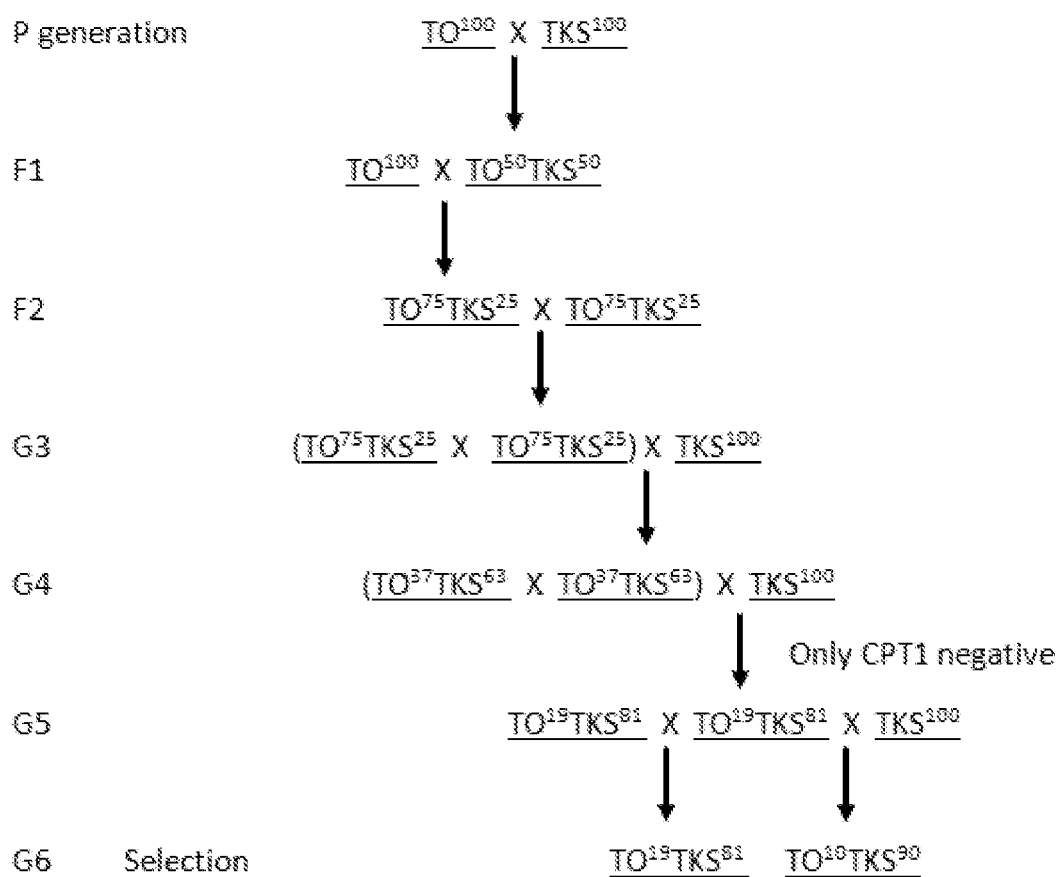 P generation TO¹⁰⁰ X TKS¹⁰⁰
F1 TO¹⁰⁰ X TO⁵⁰TKS⁵⁰
F2 TO⁷⁵TKS²⁵ X TO⁷⁵TKS²⁵
G3 (TO⁷⁵TKS²⁵ X TO⁷⁵TKS²⁵) X TKS¹⁰⁰
G4 (TO³⁷TKS⁶³ X TO³⁷TKS⁶³) X TKS¹⁰⁰
Only CPT1 negative
G5 TO¹⁹TKS⁸¹ X TO¹⁹TKS⁸¹ X TKS¹⁰⁰
G6 Selection TO¹⁹TKS⁸¹ TO¹⁰TKS⁹⁰